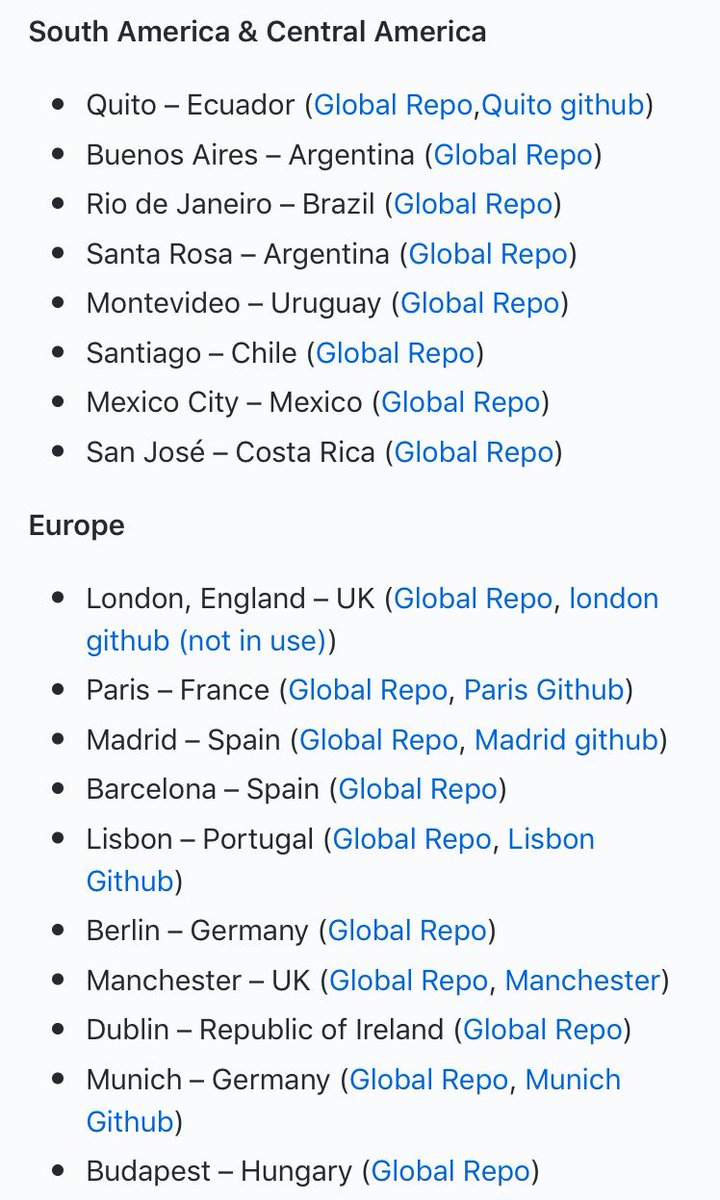 South America & Central America
Quito – Ecuador (Global Repo,Quito github)
Buenos Aires – Argentina (Global Repo)
Rio de Janeiro – Brazil (Global Repo)
Santa Rosa – Argentina (Global Repo)
Montevideo – Uruguay (Global Repo)
Santiago – Chile (Global Repo)
Mexico City – Mexico (Global Repo)
San José – Costa Rica (Global Repo)
Europe
London, England – UK (Global Repo, london
github (not in use))
Paris – France (Global Repo, Paris Github)
Madrid – Spain (Global Repo, Madrid github)
Barcelona – Spain (Global Repo)
Lisbon – Portugal (Global Repo, Lisbon
Github)
Berlin – Germany (Global Repo)
Manchester – UK (Global Repo, Manchester)
Dublin – Republic of Ireland (Global Repo)
Munich – Germany (Global Repo, Munich
Github)
Budapest – Hungary (Global Repo)